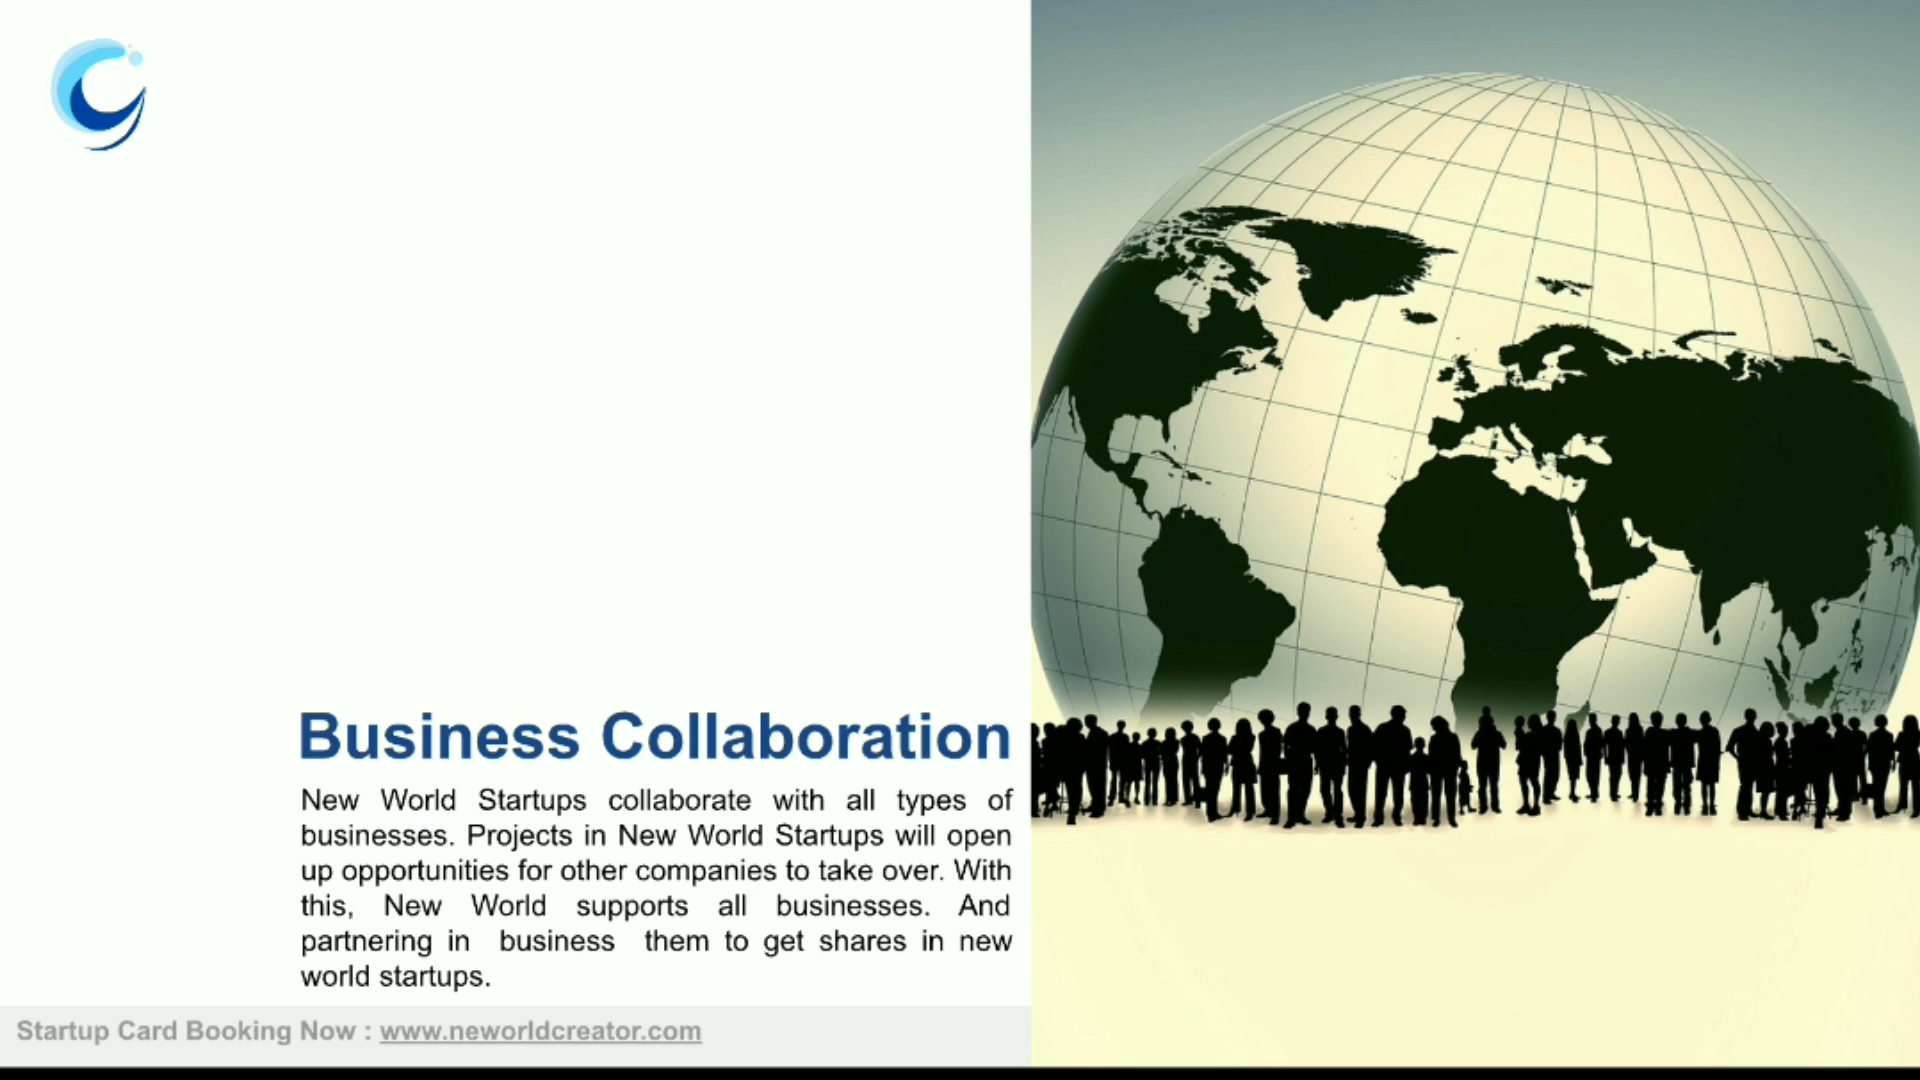 Business Collaboration
New World Startups collaborate with all types of
businesses. Projects in New World Startups will open
up opportunities for other companies to take over. With
this, New World supports all businesses. And
partnering in business them to get shares in new
world startups.
Startup Card Booking Now : www.neworldcreator.com